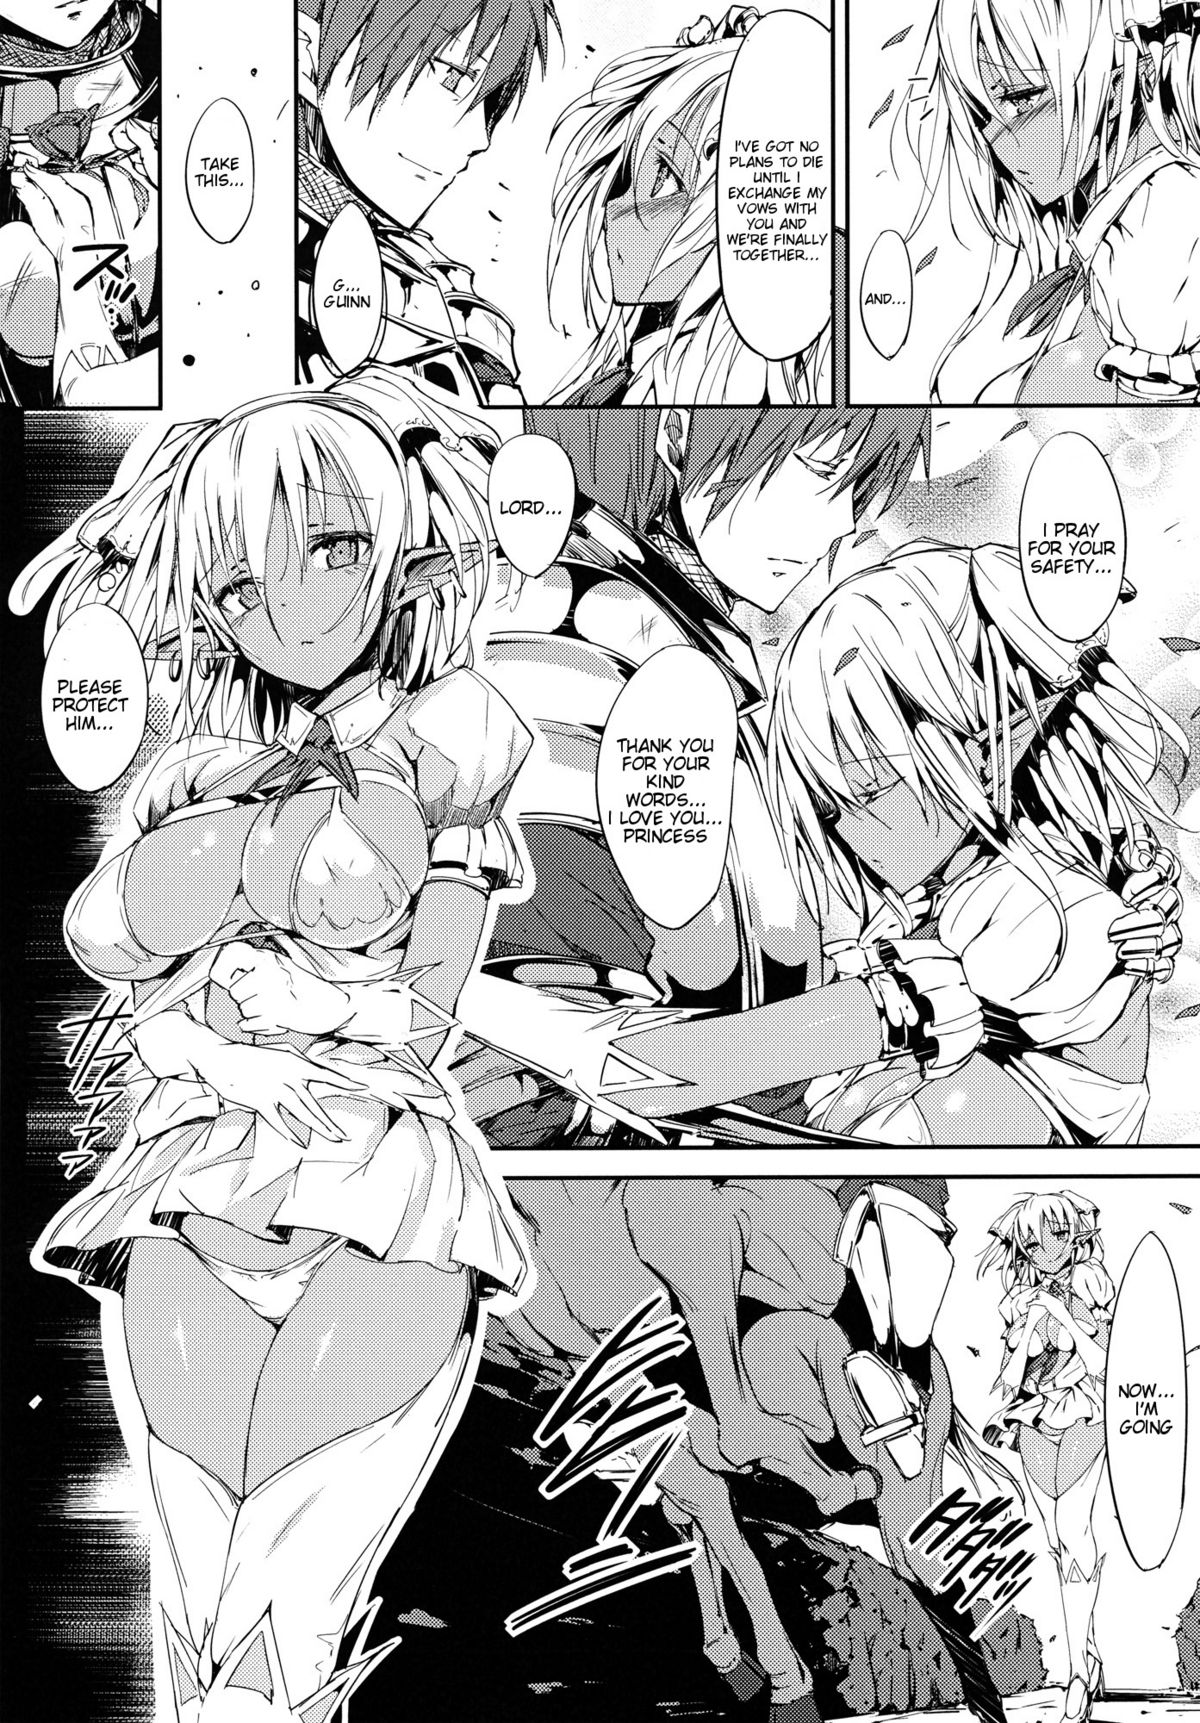 AND...
I'VE GOT NO
PLANS TO DIE
UNTIL I
EXCHANGE MY
VOWS WITH
YOU AND
WE'RE FINALLY
TOGETHER...
G...
GUINN
TAKE
THIS...
スッ…
I PRAY
FOR YOUR
SAFETY...
THANK YOU
FOR YOUR
KIND
WORDS...
I LOVE YOU...
PRINCESS
LORD...
PLEASE
PROTECT
HIM...
NOW...
I'M
GOING